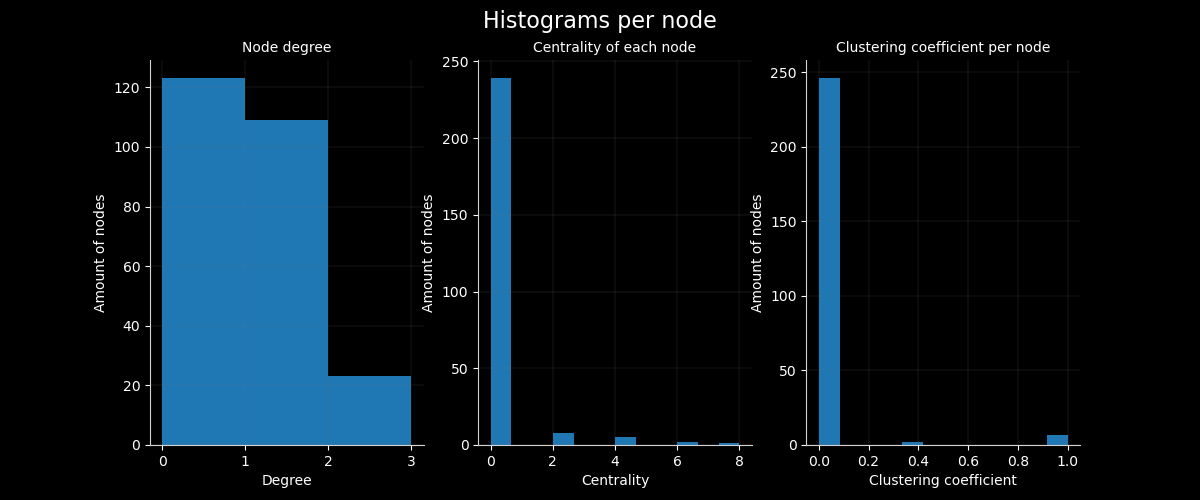 Histograms per node
Node degree
Amount of nodes
120
100
80
60
40
20
0
0 1 2 3
Degree
Centrality of each node
Amount of nodes
250
200
150
100
50
0
0 2 4 6 8
Centrality
Clustering coefficient per node
Amount of nodes
250
200
150
100
50
0
0.0 0.2 0.4 0.6 0.8 1.0
Clustering coefficient